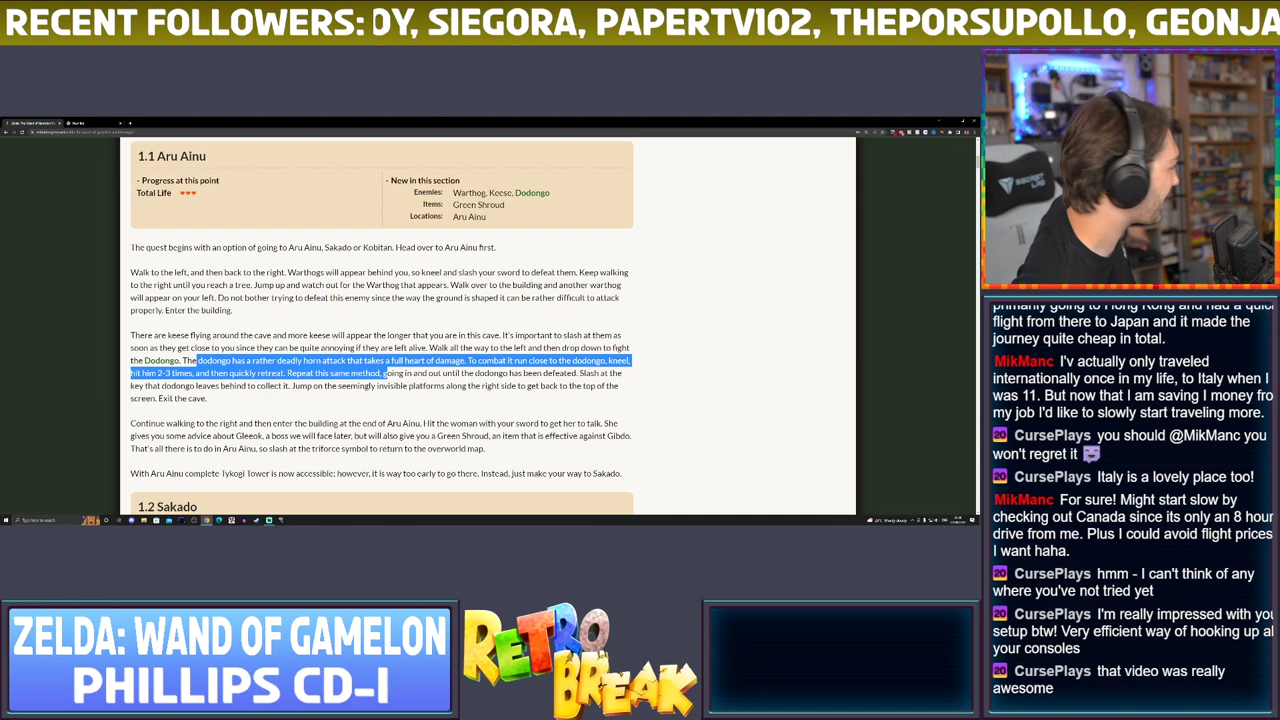 RECENT FOLLOWERS: DY, SIEGORA, PAPERTV102, THEPORSUPOLLO, GEONJA
1.1 Aru Ainu
- Progress at this point
Total Life
- New in this section
Enemies: Warthog, Keese, Dodongo
Items: Green Shroud
Locations: Aru Ainu
The quest begins with an option of going to Aru Ainu, Sakado or Kobitan. Head over to Aru Ainu first.
Walk to the left, and then back to the right. Warthogs will appear behind you, so kneel and slash your sword to defeat them. Keep walking
to the right until you reach a tree. Jump up and watch out for the Warthog that appears. Walk over to the building and another warthog
will appear on your left. Do not bother trying to defeat this enemy since the way the ground is shaped it can be rather difficult to attack
properly. Enter the building.
There are keese flying around the cave and more keese will appear the longer that you are in this cave. It's important to slash at them as
soon as they get close to you since they can be quite annoying if they are left alive. Walk all the way to the left and then drop down to fight
the Dodongo. The dodongo has a rather deadly horn attack that takes a full heart of damage. To combat it run close to the dodongo, kneel,
hit him 2-3 times, and then quickly retreat. Repeat this same method, going in and out until the dodongo has been defeated. Slash at the
key that dodongo leaves behind to collect it. Jump on the seemingly invisible platforms along the right side to get back to the top of the
screen. Exit the cave.
Continue walking to the right and then enter the building at the end of Aru Ainu. Hit the woman with your sword to get her to talk. She
gives you some advice about Gleeok, a boss we will face later, but will also give you a Green Shroud, an item that is effective against Gibdo.
That's all there is to do in Aru Ainu, so slash at the triforce symbol to return to the overworld map.
With Aru Ainu complete Tykogi Tower is now accessible; however, it is way too early to go there. Instead, just make your way to Sakado.
1.2 Sakado
Type here to search
SECRET LAB
primarily going to Hong Kong and had a quic
flight from there to Japan and it made the
journey quite cheap in total.
MikManc I've actually only traveled
internationally once in my life, to Italy when I
was 11. But now that I am saving I money fro
my job I'd like to slowly start traveling more.
20 CursePlays you should @MikManc you
won't regret it
20 CursePlays Italy is a lovely place too!
MikManc For sure! Might start slow by
checking out Canada since its only an 8 hour
drive from me. Plus I could avoid flight prices
I want haha.
20 CursePlays hmm - I can't think of any
where you've not tried yet
20 CursePlays I'm really impressed with you
setup btw! Very efficient way of hooking up al
your consoles
20 CursePlays that video was really
awesome
ZELDA: WAND OF GAMELON
PHILLIPS CD-I
RETRO
BREAK